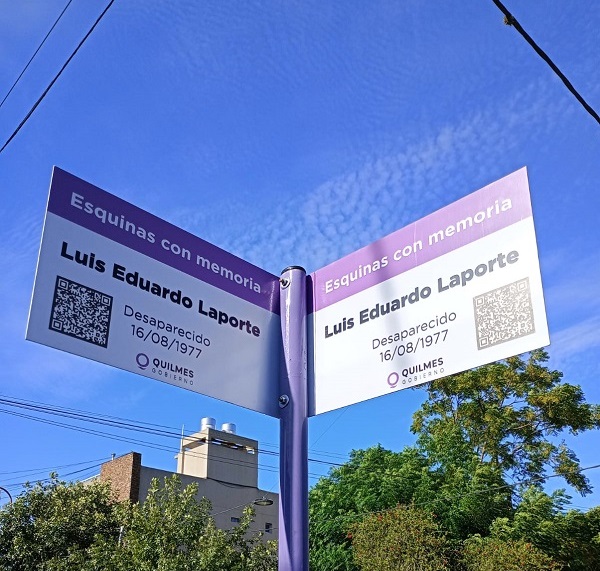 Esquinas con memoria
Luis Eduardo Laporte
Desaparecido
16/08/1977
QUILMES
GOBIERNO
Esquinas con memoria
Luis Eduardo Laporte
Desaparecido
16/08/1977
QUILMES
GOBIERNO